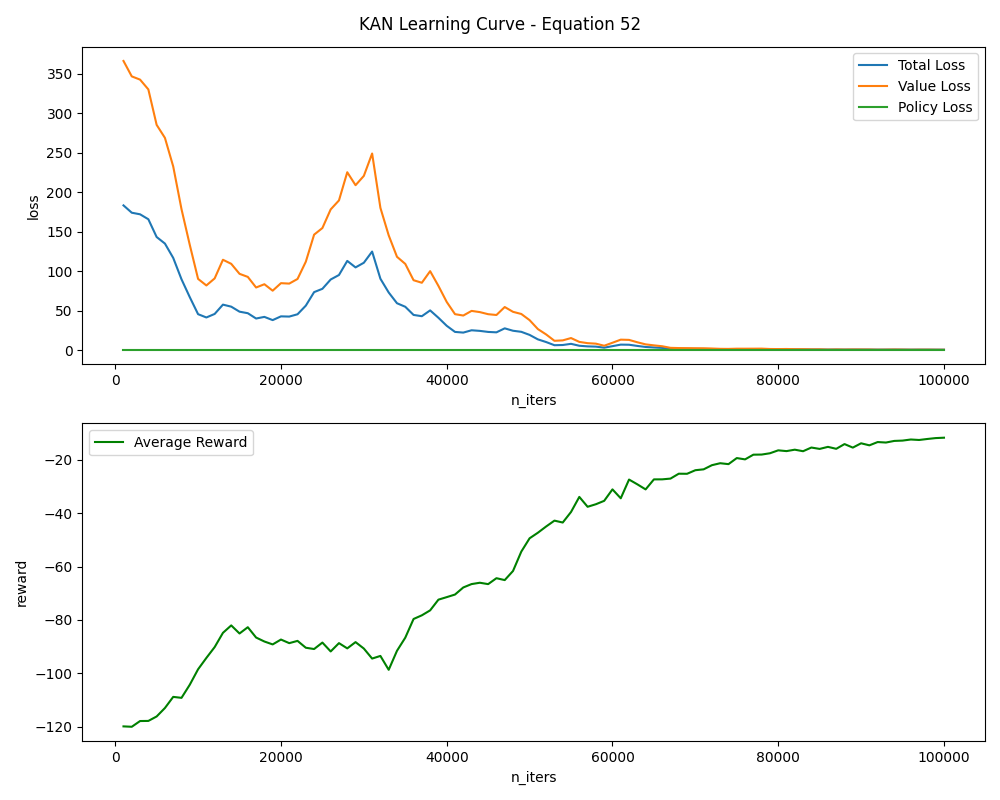 KAN Learning Curve - Equation 52
Total Loss
Value Loss
Policy Loss
350
300
250
200
150
100
50
0
loss
0
20000
40000
60000
80000
100000
n_iters
Average Reward
−20
−40
−60
−80
−100
−120
reward
0
20000
40000
60000
80000
100000
n_iters